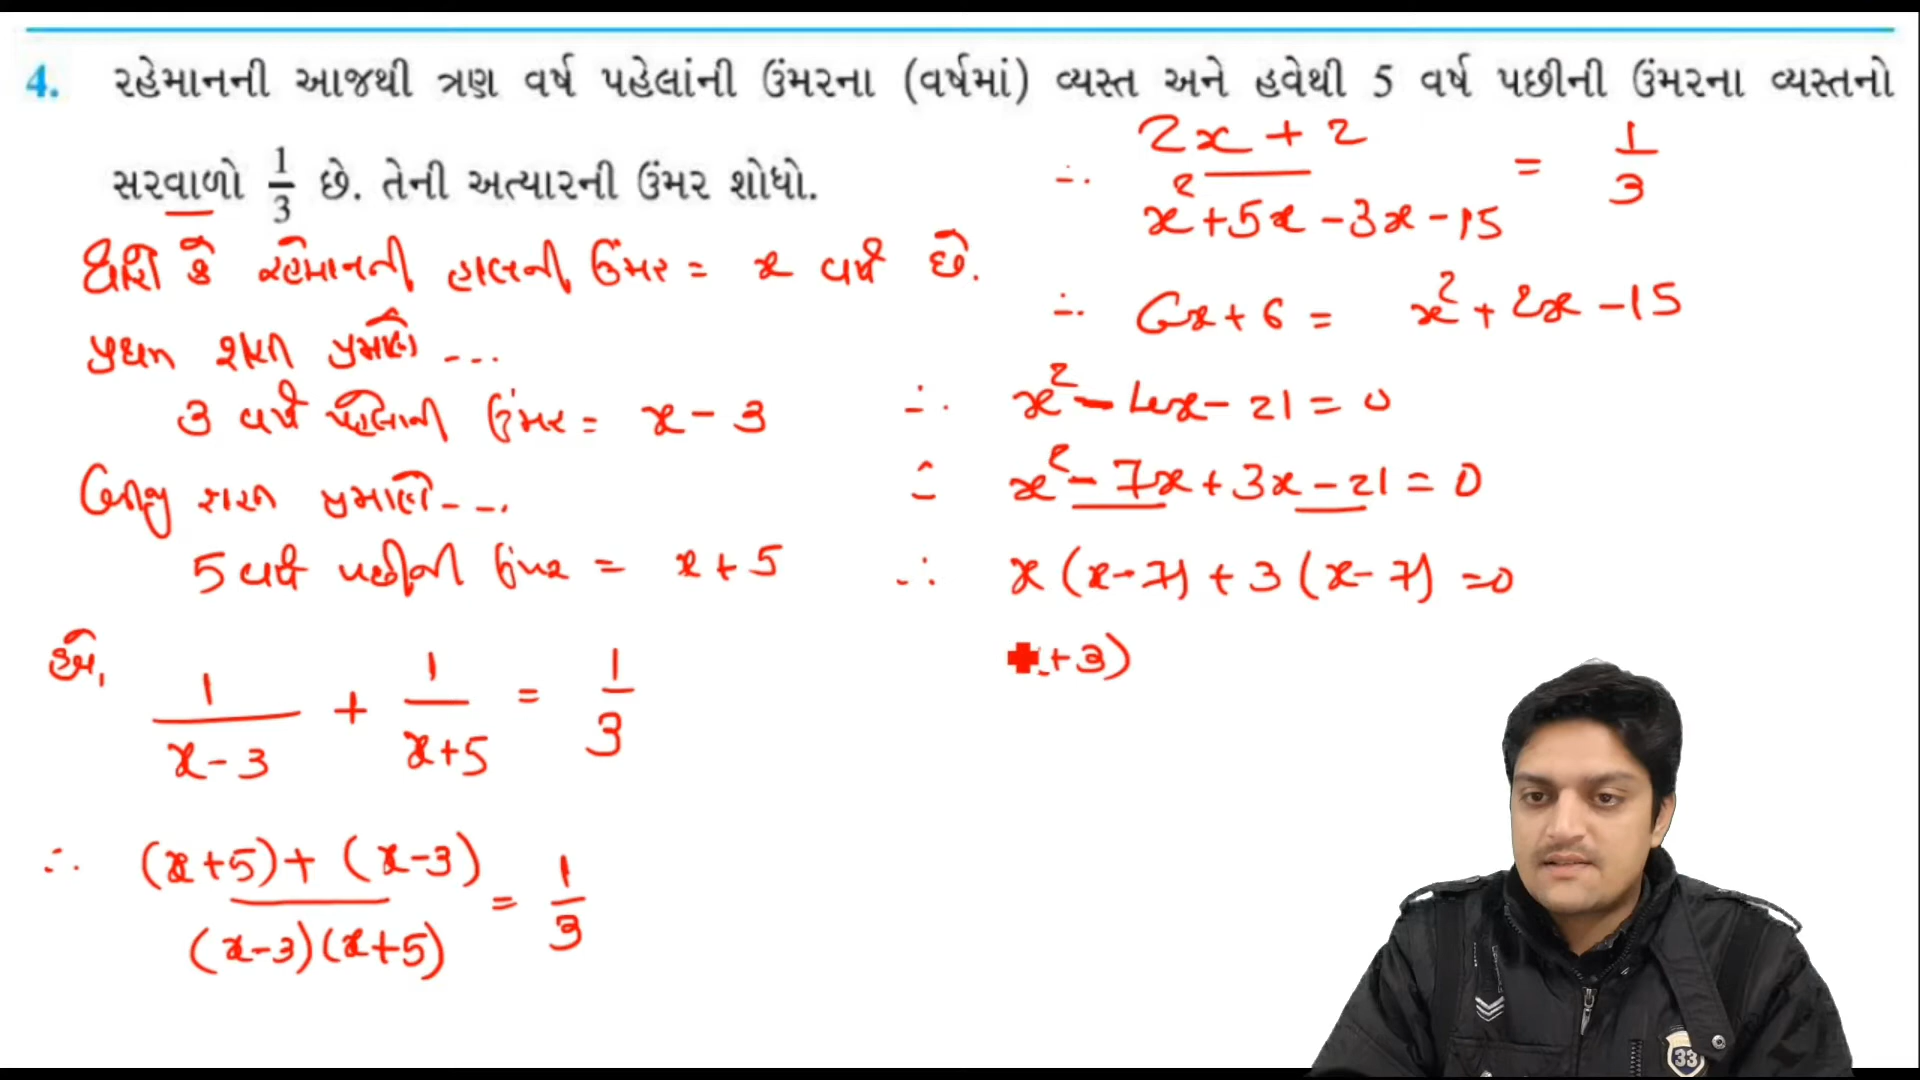 4. રહેમાનની આજથી ત્રણ વર્ષ પહેલાંની ઉંમરના (વર્ષમાં) વ્યસ્ત અને હવેથી 5 વર્ષ પછીની ઉંમરના વ્યસ્તનો
સરવાળો 1/3 છે. તેની અત્યારની ઉંમર શોધો.
ધારો કે રહેમાનની હાલની ઉંમર = x વર્ષ છે.
પ્રથમ શરત પ્રમાણે ...
3 વર્ષ પહેલાની ઉંમર = x - 3
બીજી શરત પ્રમાણે ...
5 વર્ષ પછીની ઉંમર = x + 5
1/(x-3) + 1/(x+5) = 1/3
∴ ((x+5) + (x-3))/((x-3)(x+5)) = 1/3
∴ (2x + 2)/(x² + 5x - 3x - 15) = 1/3
∴ 6x + 6 = x² + 2x - 15
∴ x² - 4x - 21 = 0
∴ x² - 7x + 3x - 21 = 0
∴ x (x-7) + 3 (x-7) = 0
+3)
33